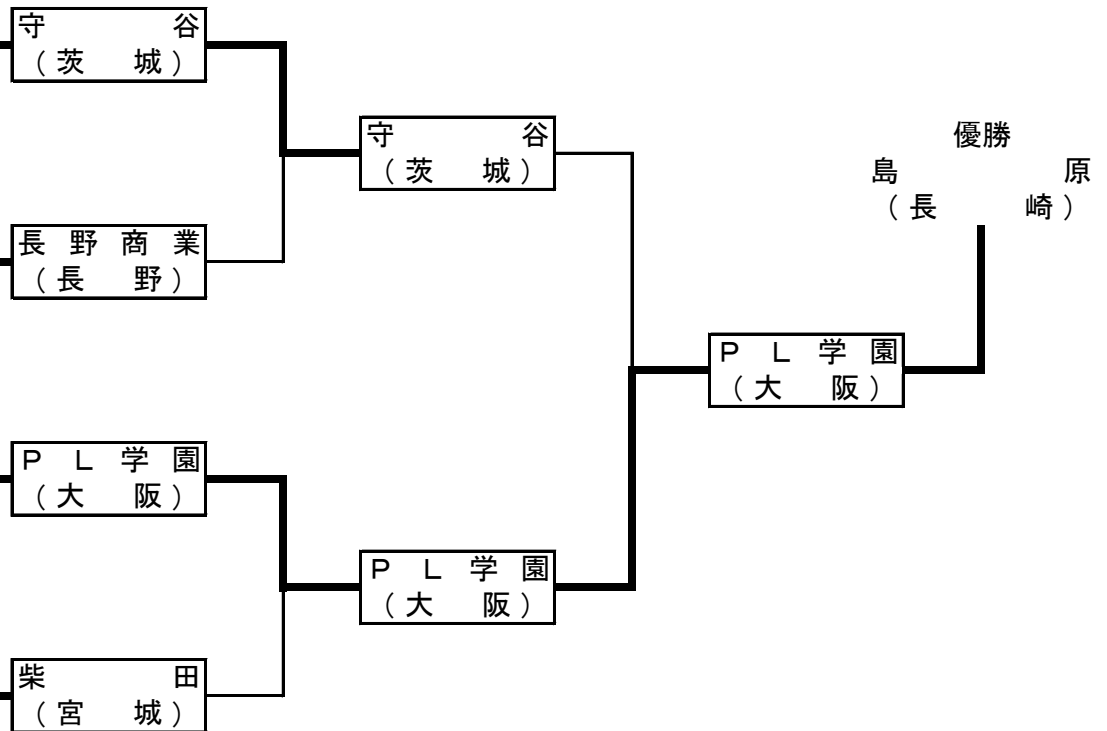 守谷
(茨城)
守谷
(茨城)
優勝
島原
(長崎)
長野商業
(長野)
PL学園
(大阪)
PL学園
(大阪)
PL学園
(大阪)
柴田
(宮城)